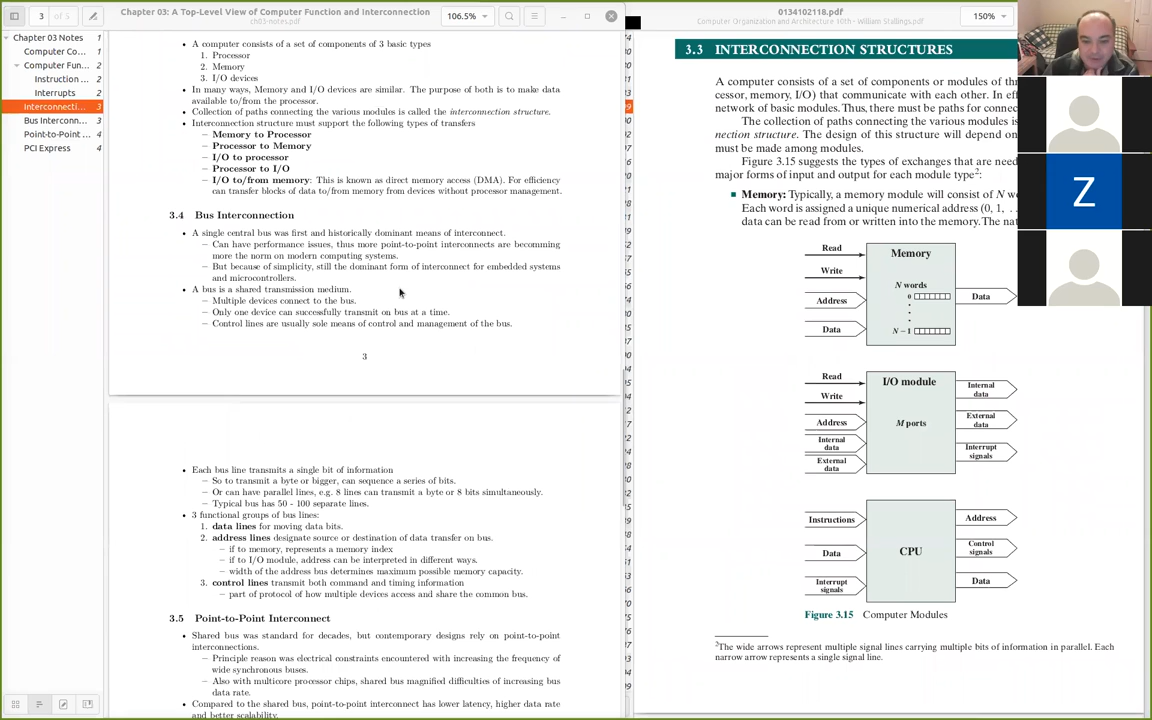 3 of 5
Chapter 03: A Top-Level View of Computer Function and Interconnection
ch03-notes.pdf
106.5%
Chapter 03 Notes 1
Computer Co... 1
Computer Fun... 2
Instruction ... 2
Interrupts 2
Interconnecti... 3
Bus Interconn... 3
Point-to-Point ... 4
PCI Express 4
• A computer consists of a set of components of 3 basic types
1. Processor
2. Memory
3. I/O devices
• In many ways, Memory and I/O devices are similar. The purpose of both is to make data
available to/from the processor.
• Collection of paths connecting the various modules is called the interconnection structure.
• Interconnection structure must support the following types of transfers
– Memory to Processor
– Processor to Memory
– I/O to processor
– Processor to I/O
– I/O to/from memory: This is known as direct memory access (DMA). For efficiency
can transfer blocks of data to/from memory from devices without processor management.
3.4 Bus Interconnection
• A single central bus was first and historically dominant means of interconnect.
– Can have performance issues, thus more point-to-point interconnects are becomming
more the norm on modern computing systems.
– But because of simplicity, still the dominant form of interconnect for embedded systems
and microcontrollers.
• A bus is a shared transmission medium.
– Multiple devices connect to the bus.
– Only one device can successfully transmit on bus at a time.
– Control lines are usually sole means of control and management of the bus.
3
• Each bus line transmits a single bit of information
– So to transmit a byte or bigger, can sequence a series of bits.
– Or can have parallel lines, e.g. 8 lines can transmit a byte or 8 bits simultaneously.
– Typical bus has 50 - 100 separate lines.
• 3 functional groups of bus lines:
1. data lines for moving data bits.
2. address lines designate source or destination of data transfer on bus.
– if to memory, represents a memory index
– if to I/O module, address can be interpreted in different ways.
– width of the address bus determines maximum possible memory capacity.
3. control lines transmit both command and timing information
– part of protocol of how multiple devices access and share the common bus.
3.5 Point-to-Point Interconnect
• Shared bus was standard for decades, but contemporary designs rely on point-to-point
interconnections.
– Principle reason was electrical constraints encountered with increasing the frequency of
wide synchronous buses.
– Also with multicore processor chips, shared bus magnified difficulties of increasing bus
data rate.
• Compared to the shared bus, point-to-point interconnect has lower latency, higher data rate
and better scalability.
0134102118.pdf
Computer Organization and Architecture 10th - William Stallings.pdf
150%
3.3 INTERCONNECTION STRUCTURES
A computer consists of a set of components or modules of thr
cessor, memory, I/O) that communicate with each other. In eff
network of basic modules. Thus, there must be paths for connec
The collection of paths connecting the various modules is
nection structure. The design of this structure will depend on
must be made among modules.
Figure 3.15 suggests the types of exchanges that are need
major forms of input and output for each module type2:
■ Memory: Typically, a memory module will consist of N wo
Each word is assigned a unique numerical address (0, 1, . .
data can be read from or written into the memory. The nat
Read
Write
Address
Data
Memory
N words
0
N – 1
Data
Read
Write
Address
Internal
data
External
data
I/O module
M ports
Internal
data
External
data
Interrupt
signals
Instructions
Data
Interrupt
signals
CPU
Address
Control
signals
Data
Figure 3.15 Computer Modules
2The wide arrows represent multiple signal lines carrying multiple bits of information in parallel. Each
narrow arrow represents a single signal line.
Z